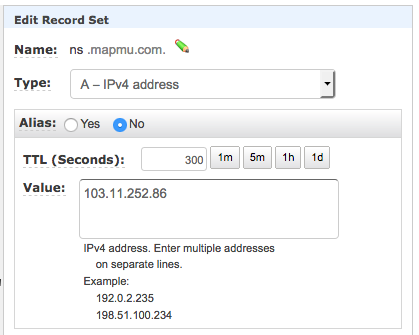 Edit Record Set
Name: ns .mapmu.com.
Type: A – IPv4 address
Alias: Yes No
TTL (Seconds): 300 1m 5m 1h 1d
Value: 103.11.252.86
IPv4 address. Enter multiple addresses
on separate lines.
Example:
192.0.2.235
198.51.100.234